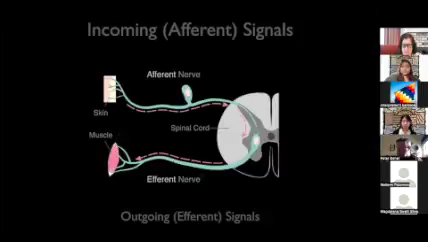 Incoming (Afferent) Signals
Afferent Nerve
Skin
Spinal Cord
Muscle
Efferent Nerve
Outgoing (Efferent) Signals